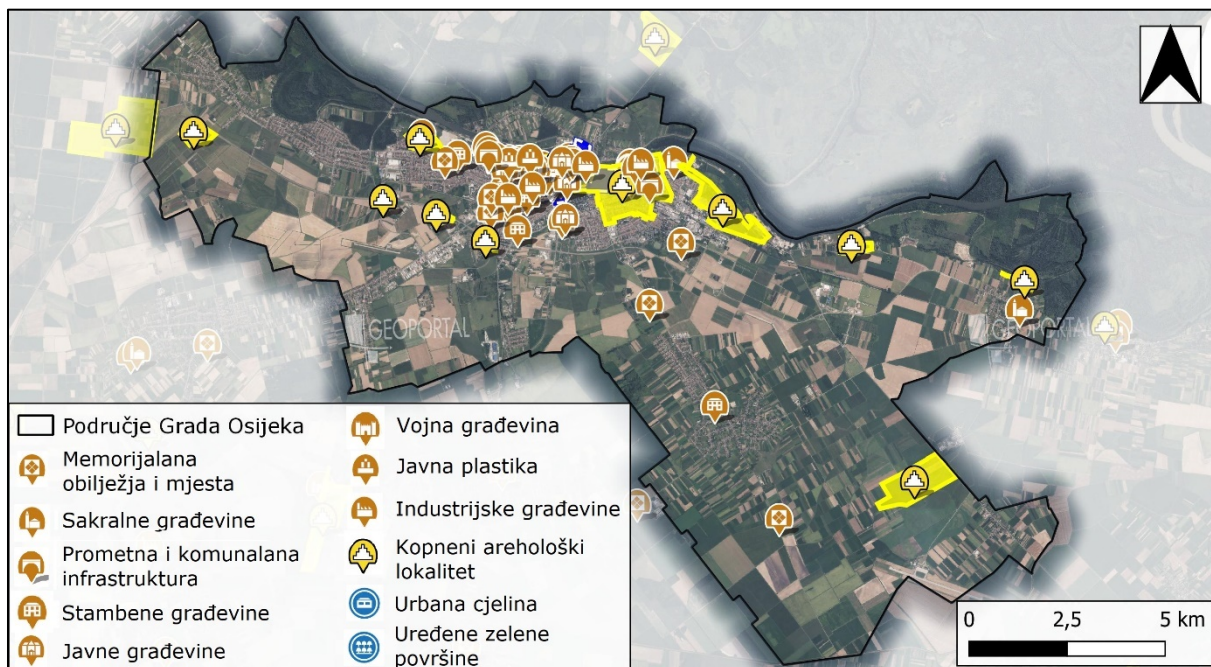 GEOPORTAL
GEOPORTAL
Područje Grada Osijeka
Memorijalana
obilježja i mjesta
Sakralne građevine
Prometna i komunalana
infrastruktura
Stambene građevine
Javne građevine
Vojna građevina
Javna plastika
Industrijske građevine
Kopneni arehološki
lokalitet
Urbana cjelina
Uređene zelene
površine
0 2,5 5 km